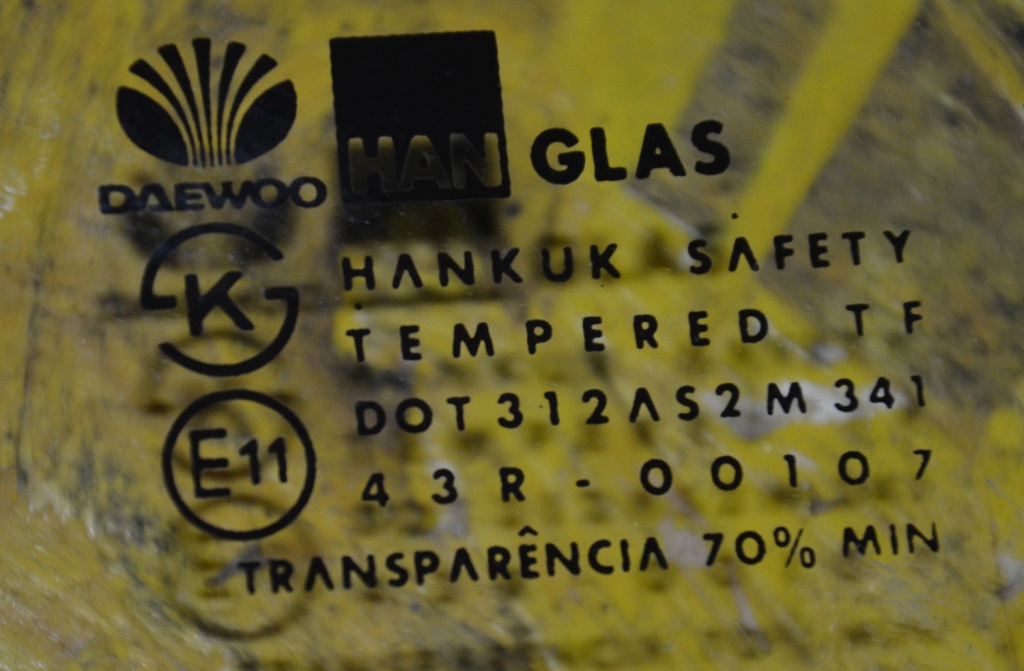 DAEWOO HAN GLAS
K HANKUK SAFETY
TEMPERED TF
DOT312AS2M341
E11 43R-00107
TRANSPARÊNCIA 70% MIN